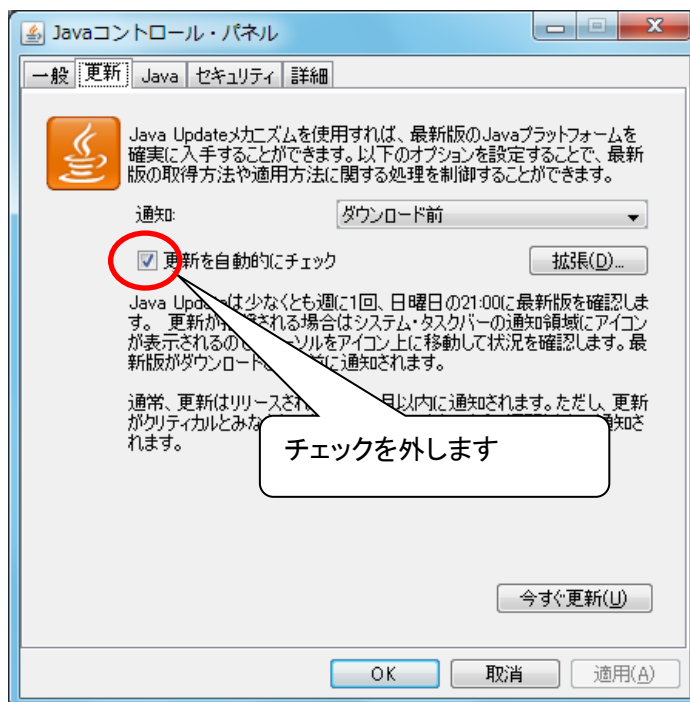 Javaコントロール・パネル
一般 更新 Java セキュリティ 詳細
Java Updateメカニズムを使用すれば、最新版のJavaプラットフォームを
確実に入手することができます。以下のオプションを設定することで、最新
版の取得方法や適用方法に関する処理を制御することができます。
通知: ダウンロード前
更新を自動的にチェック 拡張(D)...
Java Updateは少なくとも週に1回、日曜日の21:00に最新版を確認しま
す。 更新が推奨される場合はシステム・タスクバーの通知領域にアイコン
が表示されるので、カーソルをアイコン上に移動して状況を確認します。最
新版がダウンロード 前に通知されます。
通常、更新はリリースされ 月以内に通知されます。ただし、更新
がクリティカルとみな 通知さ
れます。
チェックを外します
今すぐ更新(U)
OK 取消 適用(A)